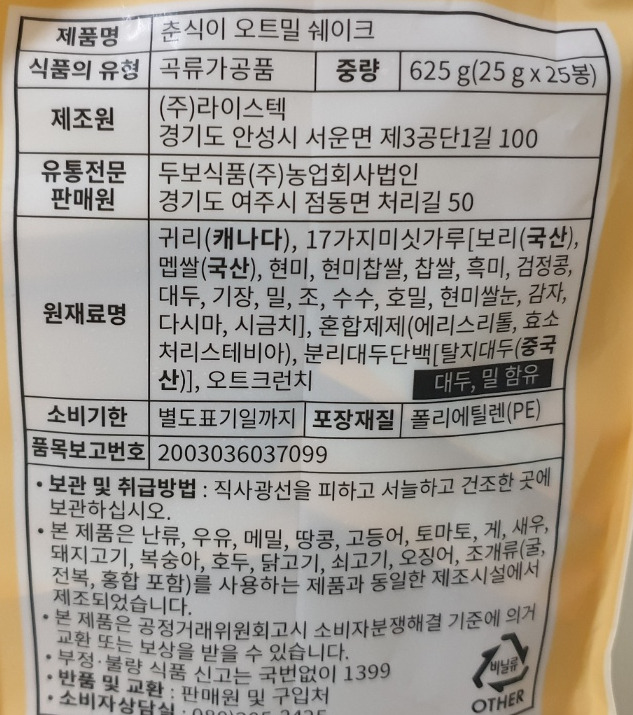 제품명 춘식이 오트밀 쉐이크
식품의 유형 곡류가공품 중량 625 g(25 g x 25봉)
제조원 (주)라이스텍
경기도 안성시 서운면 제3공단1길 100
유통전문판매원 두보식품(주)농업회사법인
경기도 여주시 점동면 처리길 50
원재료명 귀리(캐나다), 17가지미싯가루[보리(국산),
멥쌀(국산), 현미, 현미찹쌀, 찹쌀, 흑미, 검정콩,
대두, 기장, 밀, 조, 수수, 호밀, 현미쌀눈, 감자,
다시마, 시금치], 혼합제제(에리스리톨, 효소
처리스테비아), 분리대두단백[탈지대두(중국
산)], 오트크런치 대두, 밀 함유
소비기한 별도표기일까지 포장재질 폴리에틸렌(PE)
품목보고번호 2003036037099
• 보관 및 취급방법 : 직사광선을 피하고 서늘하고 건조한 곳에
보관하십시오.
• 본 제품은 난류, 우유, 메밀, 땅콩, 고등어, 토마토, 게, 새우,
돼지고기, 복숭아, 호두, 닭고기, 쇠고기, 오징어, 조개류(굴,
전복, 홍합 포함)를 사용하는 제품과 동일한 제조시설에서
제조되었습니다.
• 본 제품은 공정거래위원회고시 소비자분쟁해결 기준에 의거
교환 또는 보상을 받을 수 있습니다.
• 부정·불량 식품 신고는 국번없이 1399
• 반품 및 교환 : 판매원 및 구입처
• 소비자상담실 :
비닐류
OTHER